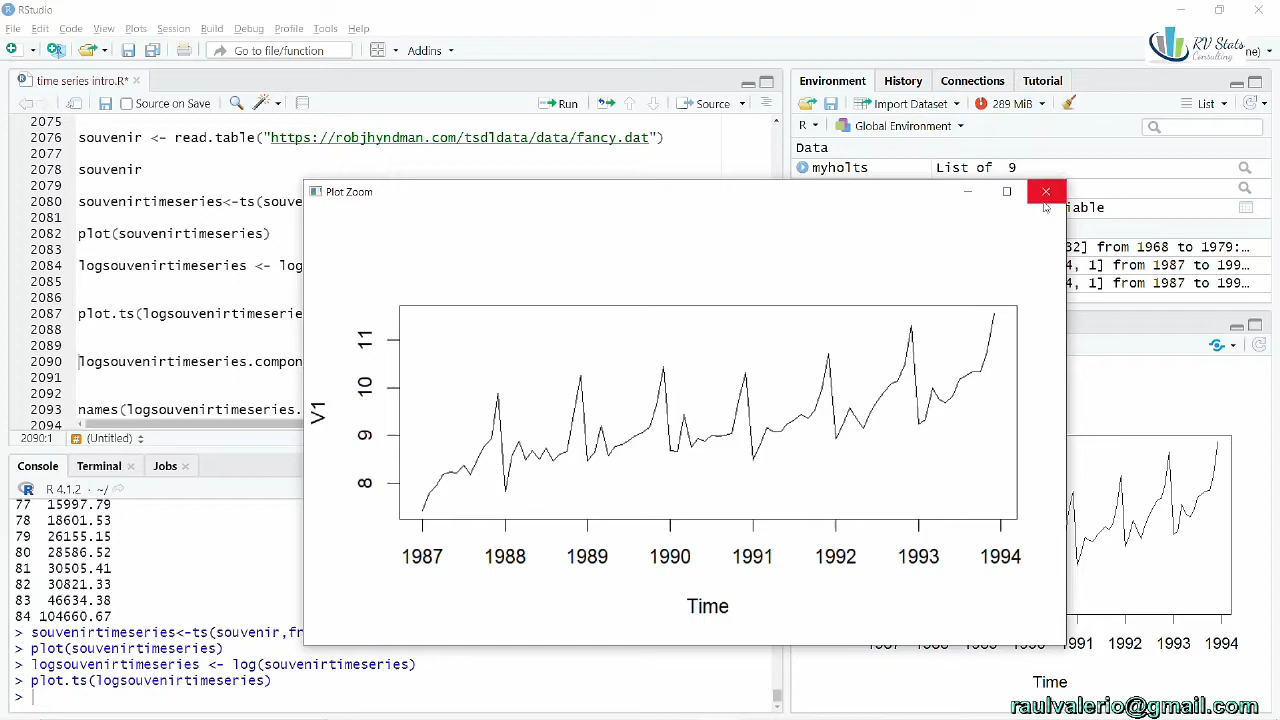 RStudio
File Edit Code View Plots Session Build Debug Profile Tools Help
Go to file/function
Addins
RV Stats
Consulting
ne)
time series intro.R*
Source on Save
Run
Source
2075
2076 souvenir <- read.table("https://robjhyndman.com/tsdldata/data/fancy.dat")
2077
2078 souvenir
2079
2080 souvenirtimeseries<-ts(souve
2081
2082 plot(souvenirtimeseries)
2083
2084 logsouvenirtimeseries <- log
2085
2086
2087 plot.ts(logsouvenirtimeserie
2088
2089
2090 logsouvenirtimeseries.compon
2091
2092
2093 names(logsouvenirtimeseries.
2094
2090:1 (Untitled)
Console Terminal Jobs
R 4.1.2 · ~/
77 15997.79
78 18601.53
79 26155.15
80 28586.52
81 30505.41
82 30821.33
83 46634.38
84 104660.67
> souvenirtimeseries<-ts(souvenir,fr
> plot(souvenirtimeseries)
> logsouvenirtimeseries <- log(souvenirtimeseries)
> plot.ts(logsouvenirtimeseries)
>
Environment History Connections Tutorial
Import Dataset 289 MiB List
R Global Environment
Data
myholts List of 9
iable
32] from 1968 to 1979:…
4, 1] from 1987 to 199…
4, 1] from 1987 to 199…
Plot Zoom
11
10
9
8
V1
1987 1988 1989 1990 1991 1992 1993 1994
Time
1991 1992 1993 1994
Time
raulvalerio@gmail.com